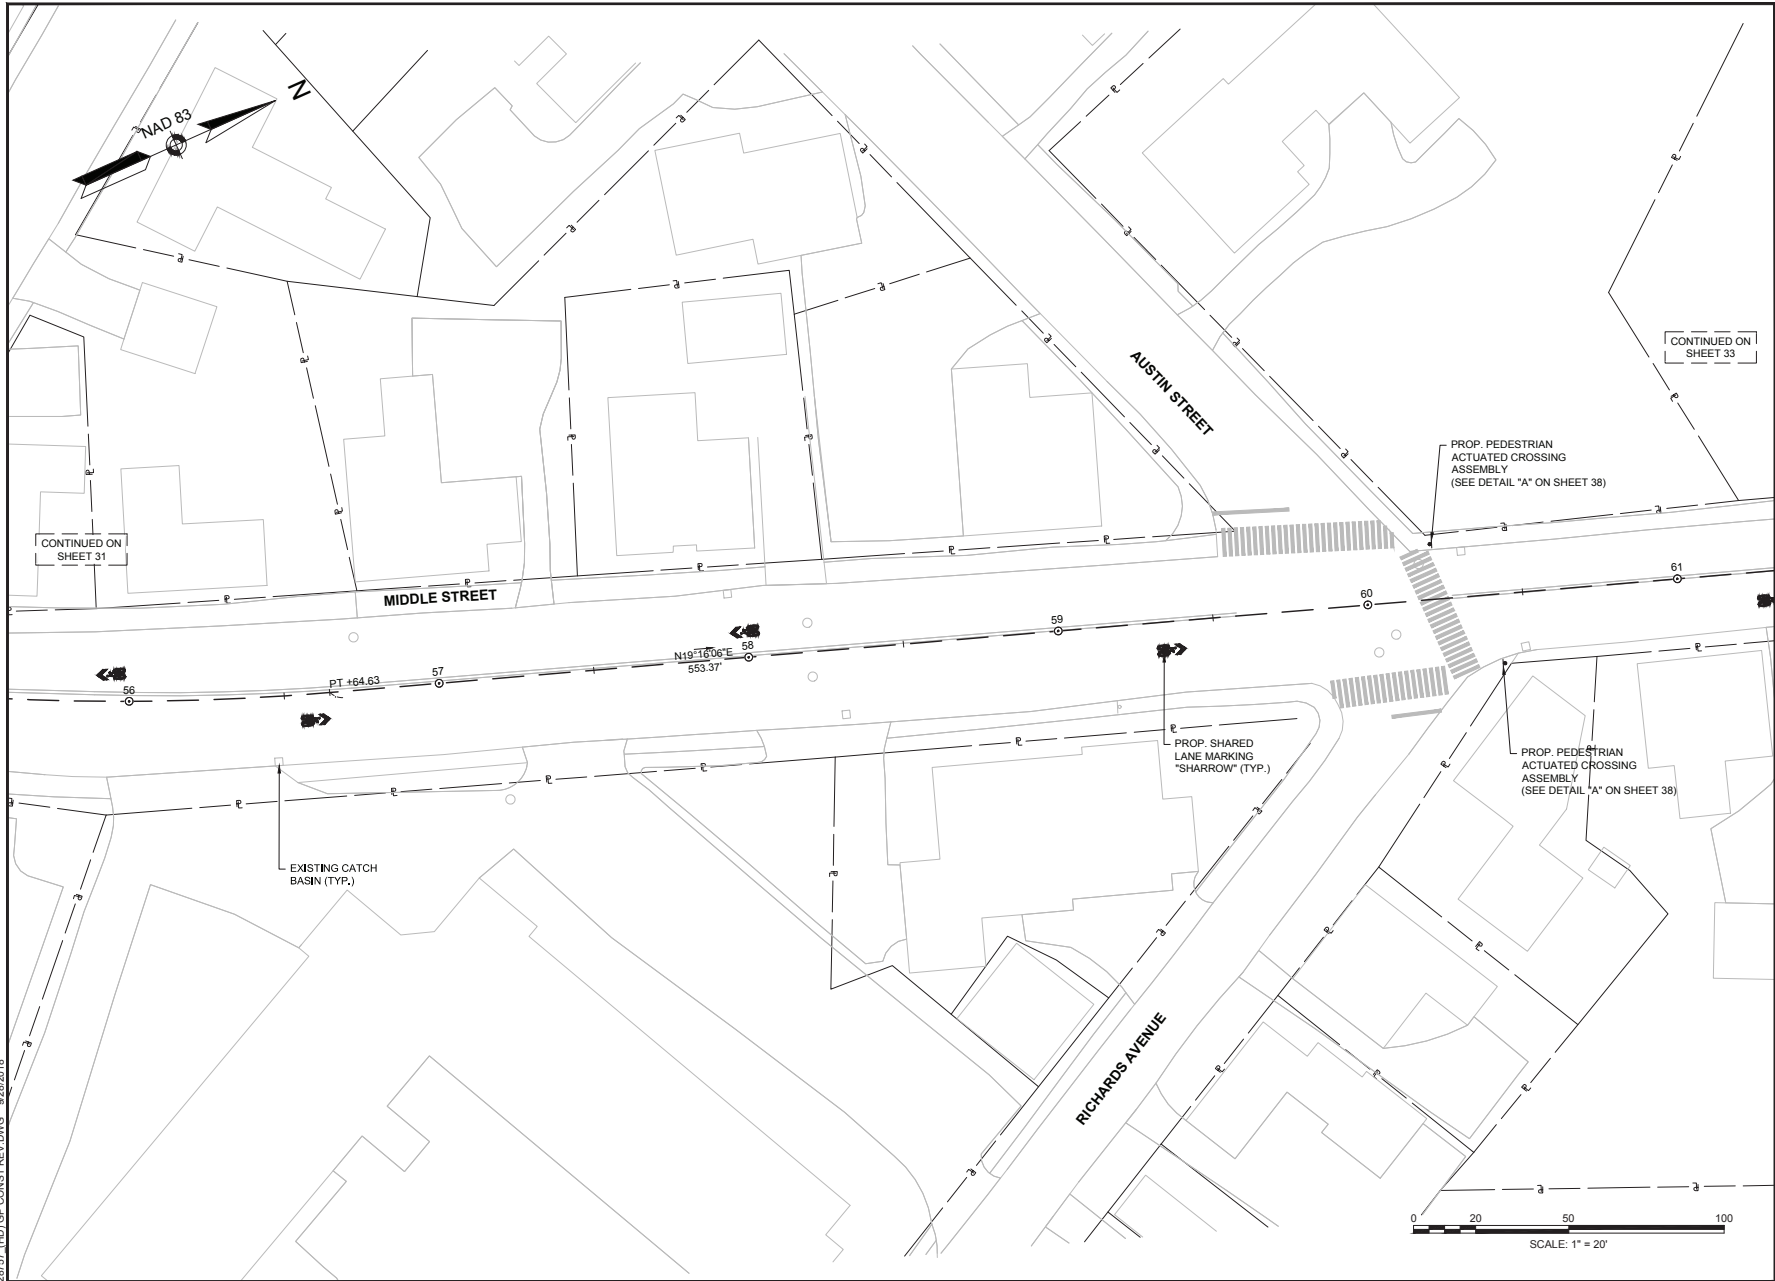 N
NAD 83
CONTINUED ON
SHEET 33
AUSTIN STREET
PROP. PEDESTRIAN
ACTUATED CROSSING
ASSEMBLY
(SEE DETAIL "A" ON SHEET 38)
CONTINUED ON
SHEET 31
MIDDLE STREET
56
PT +64.63
57
N19°16'06"E
553.37'
58
59
60
61
PROP. SHARED
LANE MARKING
"SHARROW" (TYP.)
PROP. PEDESTRIAN
ACTUATED CROSSING
ASSEMBLY
(SEE DETAIL "A" ON SHEET 38)
EXISTING CATCH
BASIN (TYP.)
RICHARDS AVENUE
0 20 50 100
SCALE: 1" = 20'